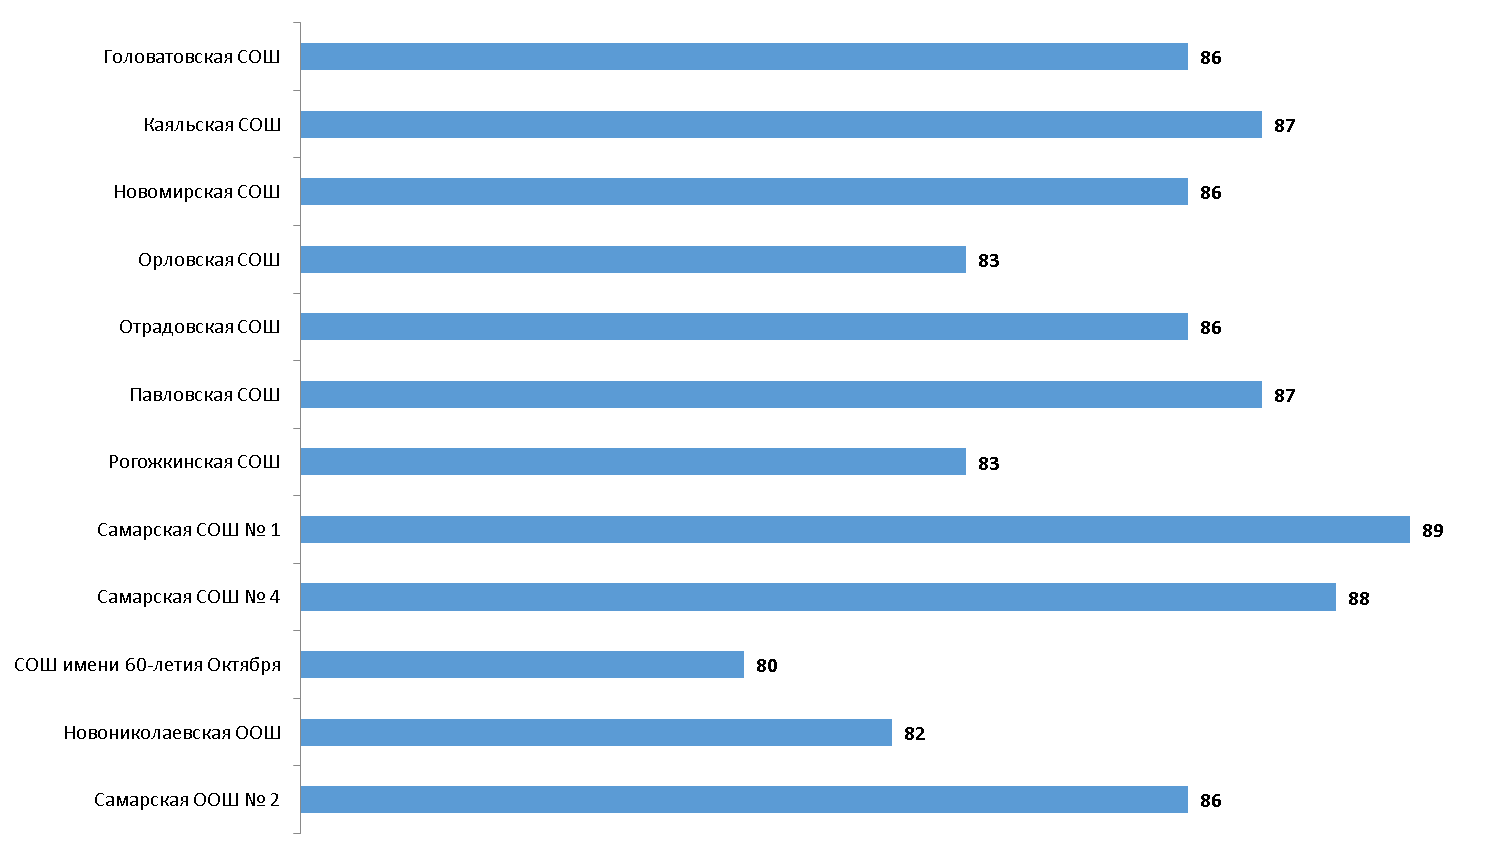 Головатовская СОШ 86
Каяльская СОШ 87
Новомирская СОШ 86
Орловская СОШ 83
Отрадовская СОШ 86
Павловская СОШ 87
Рогожкинская СОШ 83
Самарская СОШ № 1 89
Самарская СОШ № 4 88
СОШ имени 60-летия Октября 80
Новониколаевская ООШ 82
Самарская ООШ № 2 86